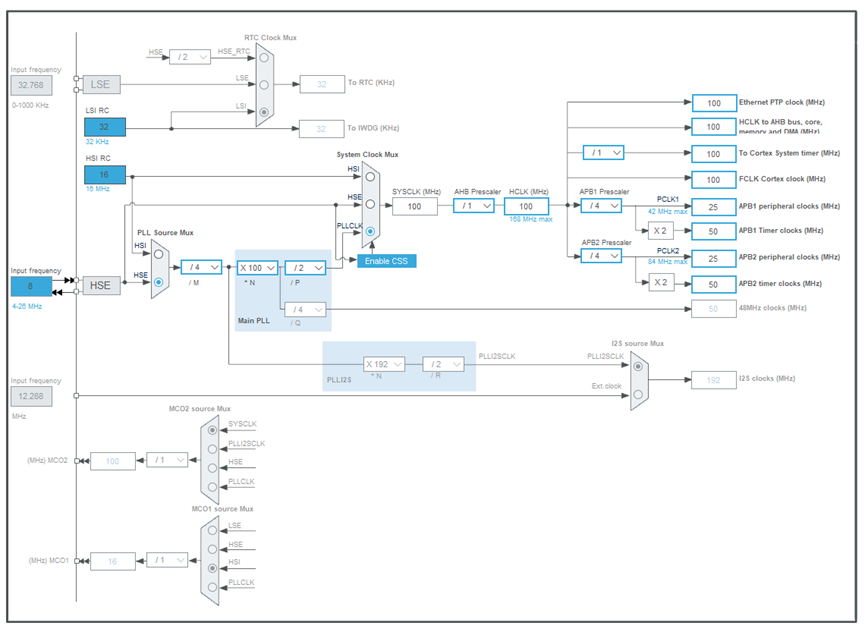 RTC Clock Mux
HSE
/ 2
HSE_RTC
Input frequency
32.768
0-1000 KHz
LSE
LSE
32
To RTC (KHz)
LSI RC
32
32 KHz
LSI
32
To IWDG (KHz)
HSI RC
16
16 MHz
System Clock Mux
HSI
HSE
PLLCLK
SYSCLK (MHz)
100
AHB Prescaler
/ 1
HCLK (MHz)
100
168 MHz max
Enable CSS
100
Ethernet PTP clock (MHz)
100
HCLK to AHB bus, core,
memory and DMA (MHz)
/ 1
100
To Cortex System timer (MHz)
100
FCLK Cortex clock (MHz)
APB1 Prescaler
/ 4
PCLK1
42 MHz max
25
APB1 peripheral clocks (MHz)
X 2
50
APB1 Timer clocks (MHz)
APB2 Prescaler
/ 4
PCLK2
84 MHz max
25
APB2 peripheral clocks (MHz)
X 2
50
APB2 timer clocks (MHz)
50
48MHz clocks (MHz)
PLL Source Mux
HSI
HSE
Input frequency
8
4-26 MHz
HSE
/ 4
/ M
X 100
* N
/ 2
/ P
/ 4
/ Q
Main PLL
X 192
* N
/ 2
/ R
PLLI2S
PLLI2SCLK
I2S source Mux
PLLI2SCLK
Ext.clock
192
I2S clocks (MHz)
Input frequency
12.288
MHz
MCO2 source Mux
SYSCLK
PLLI2SCLK
HSE
PLLCLK
(MHz) MCO2
100
/ 1
MCO1 source Mux
LSE
HSE
HSI
PLLCLK
(MHz) MCO1
16
/ 1